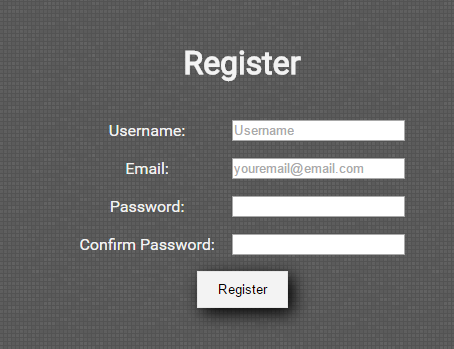 Register
Username: Username
Email: youremail@email.com
Password:
Confirm Password:
Register